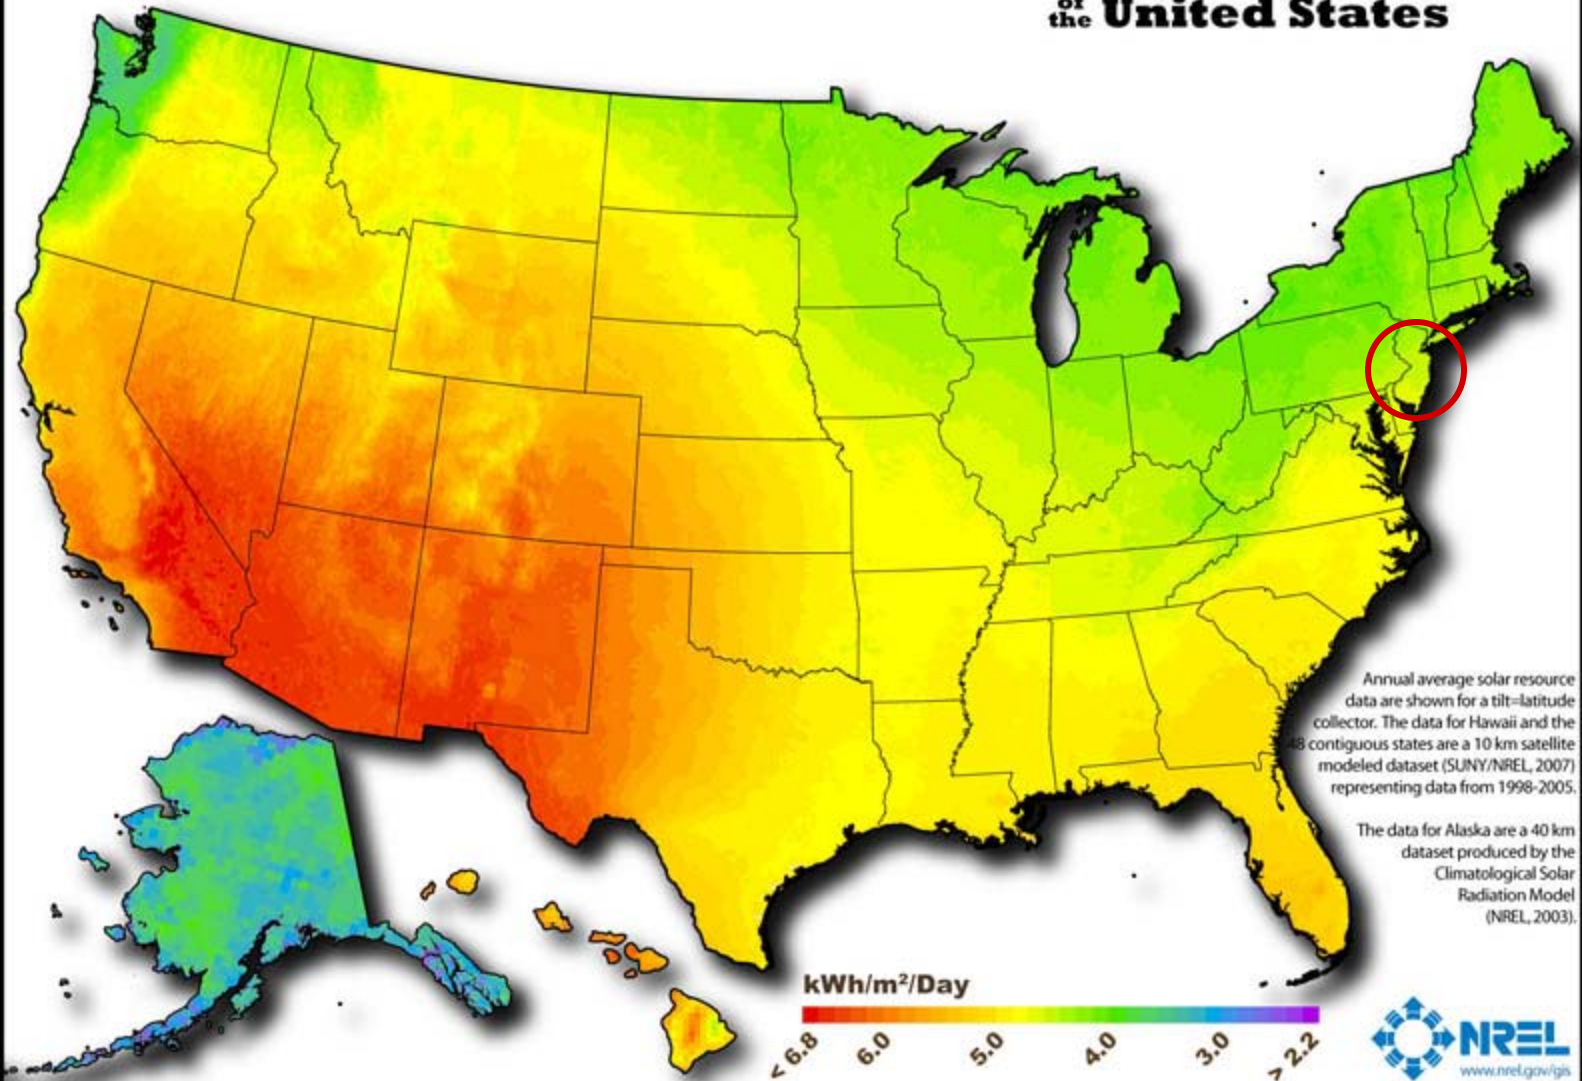 of
the United States
Annual average solar resource
data are shown for a tilt=latitude
collector. The data for Hawaii and the
48 contiguous states are a 10 km satellite
modeled dataset (SUNY/NREL, 2007)
representing data from 1998-2005.
The data for Alaska are a 40 km
dataset produced by the
Climatological Solar
Radiation Model
(NREL, 2003).
kWh/m²/Day
< 6.8 6.0 5.0 4.0 3.0 > 2.2
NREL
www.nrel.gov/gis